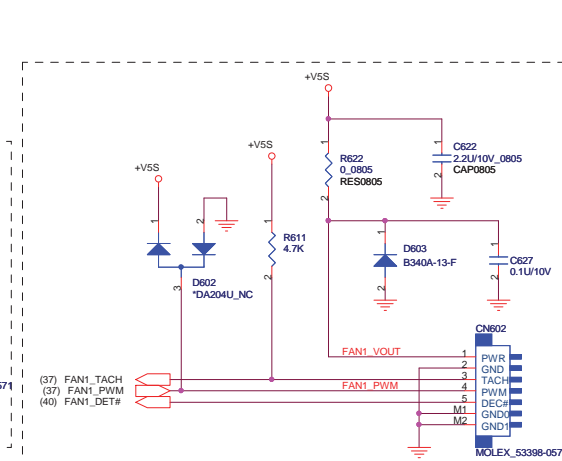 +V5S
+V5S
+V5S
1
R622
0_0805
RES0805
2
1
C622
2.2U/10V_0805
CAP0805
2
1
2
D602
*DA204U_NC
3
1
R611
4.7K
2
1
D603
B340A-13-F
2
1
C627
0.1U/10V
2
CN602
FAN1_VOUT
1 PWR
2 GND
(37) FAN1_TACH
3 TACH
(37) FAN1_PWM
FAN1_PWM
4 PWM
(40) FAN1_DET#
5 DEC#
M1 GND0
M2 GND1
MOLEX_53398-057
571